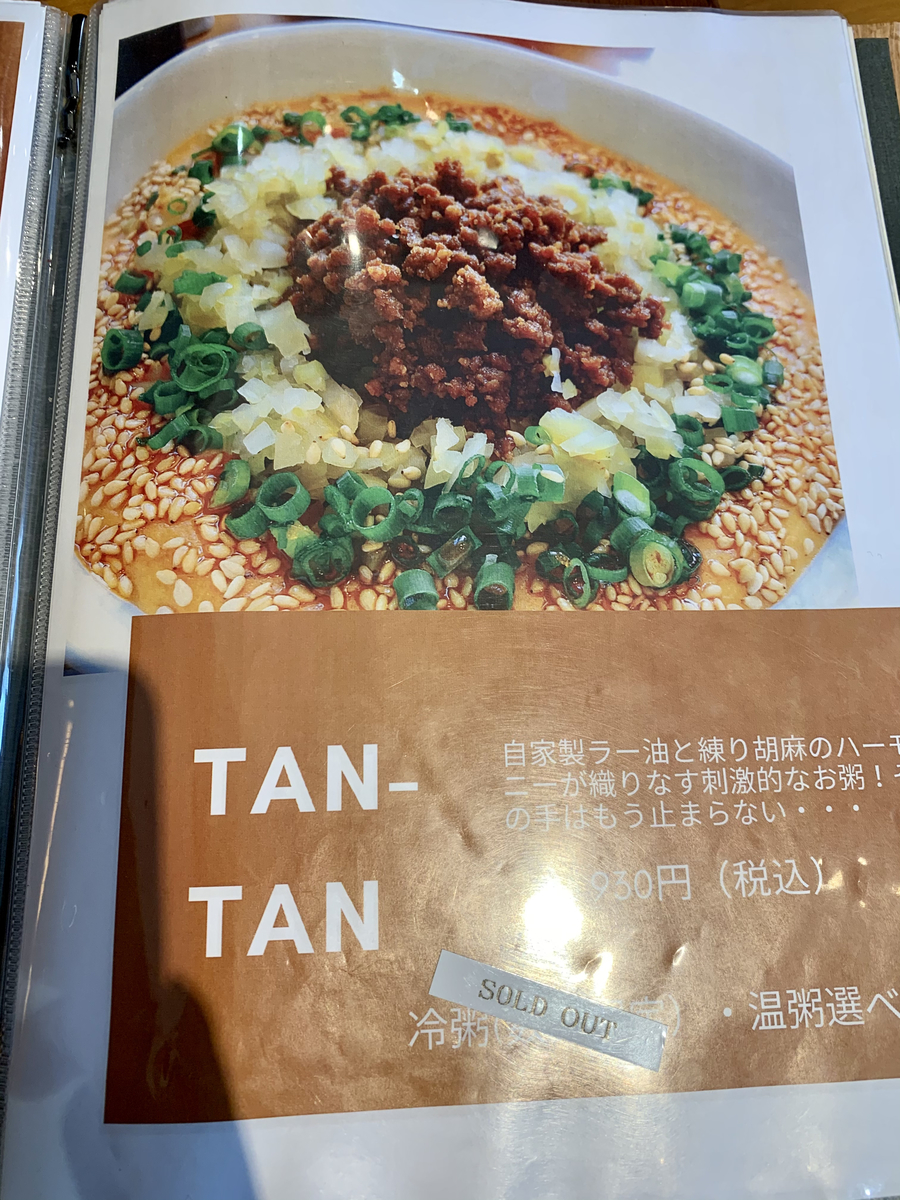 TAN-
TAN
自家製ラー油と練り胡麻のハーモ
ニーが織りなす刺激的なお粥！そ
の手はもう止まらない・・・
930円（税込）
SOLD OUT
冷粥(
）・温粥選べ